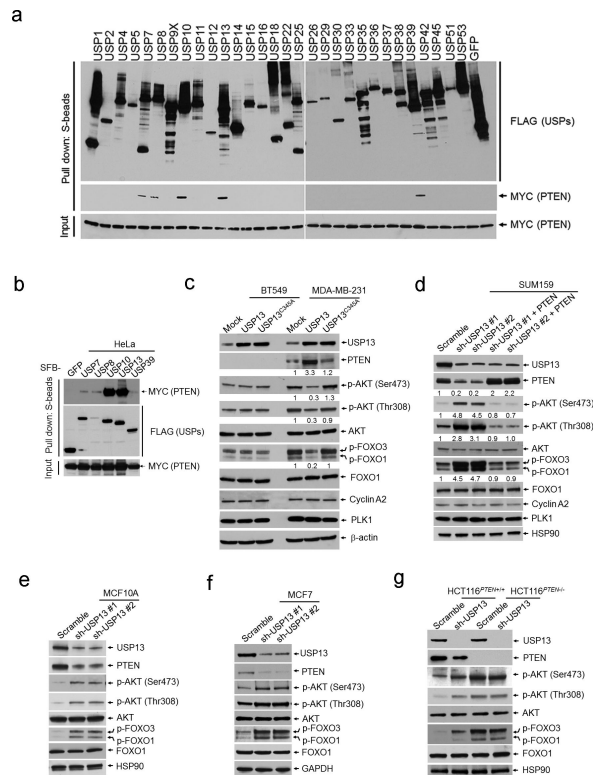 a
USP1 USP2 USP4 USP5 USP7 USP8 USP9X USP10 USP11 USP12 USP13 USP14 USP15 USP16 USP18 USP22 USP25 USP26 USP29 USP30 USP33 USP35 USP36 USP37 USP38 USP39 USP42 USP45 USP51 USP53 GFP
Pull down: S-beads
FLAG (USPs)
MYC (PTEN)
Input
MYC (PTEN)
b
HeLa
SFB- GFP USP7 USP8 USP10 USP13 USP39
Pull down: S-beads
MYC (PTEN)
FLAG (USPs)
Input
MYC (PTEN)
c
BT549 MDA-MB-231
Mock USP13 USP13C345A Mock USP13 USP13C345A
USP13
PTEN
1 3.3 1.2
p-AKT (Ser473)
1 0.3 1.3
p-AKT (Thr308)
1 0.3 0.9
AKT
p-FOXO3
p-FOXO1
1 0.2 1
FOXO1
Cyclin A2
PLK1
β-actin
d
SUM159
Scramble sh-USP13 #1 sh-USP13 #2 sh-USP13 #1 + PTEN sh-USP13 #2 + PTEN
USP13
PTEN
1 0.2 0.2 2 2.2
p-AKT (Ser473)
1 4.8 4.5 0.8 0.7
p-AKT (Thr308)
1 2.8 3.1 0.9 1.0
AKT
p-FOXO3
p-FOXO1
1 4.5 4.7 0.9 0.9
FOXO1
Cyclin A2
PLK1
HSP90
e
MCF10A
Scramble sh-USP13 #1 sh-USP13 #2
USP13
PTEN
p-AKT (Ser473)
p-AKT (Thr308)
AKT
p-FOXO3
p-FOXO1
FOXO1
HSP90
f
MCF7
Scramble sh-USP13 #1 sh-USP13 #2
USP13
PTEN
p-AKT (Ser473)
p-AKT (Thr308)
AKT
p-FOXO3
p-FOXO1
FOXO1
GAPDH
g
HCT116PTEN+/+ HCT116PTEN-/-
Scramble sh-USP13 Scramble sh-USP13
USP13
PTEN
p-AKT (Ser473)
p-AKT (Thr308)
AKT
p-FOXO3
p-FOXO1
FOXO1
HSP90